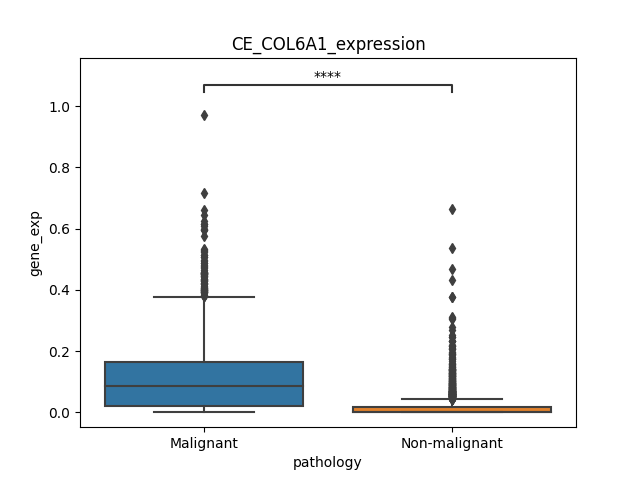 CE_COL6A1_expression
****
1.0
0.8
0.6
0.4
0.2
0.0
gene_exp
Malignant
Non-malignant
pathology